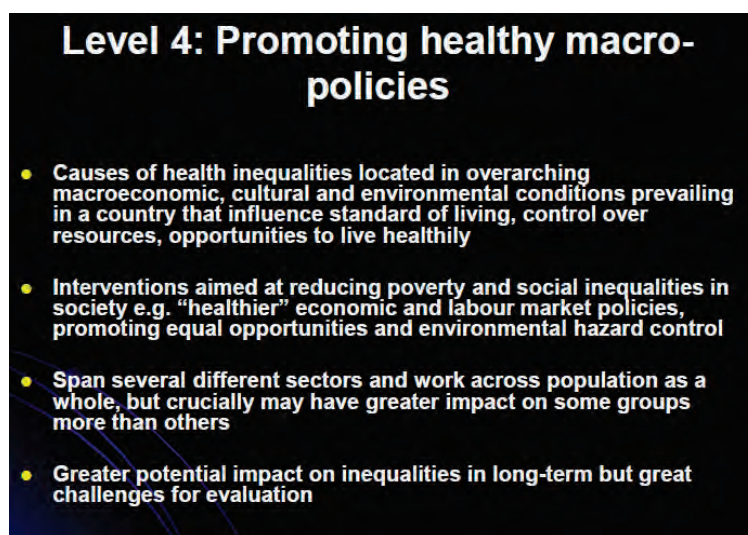 Level 4: Promoting healthy macro-
policies
Causes of health inequalities located in overarching
macroeconomic, cultural and environmental conditions prevailing
in a country that influence standard of living, control over
resources, opportunities to live healthily
Interventions aimed at reducing poverty and social inequalities in
society e.g. “healthier” economic and labour market policies,
promoting equal opportunities and environmental hazard control
Span several different sectors and work across population as a
whole, but crucially may have greater impact on some groups
more than others
Greater potential impact on inequalities in long-term but great
challenges for evaluation